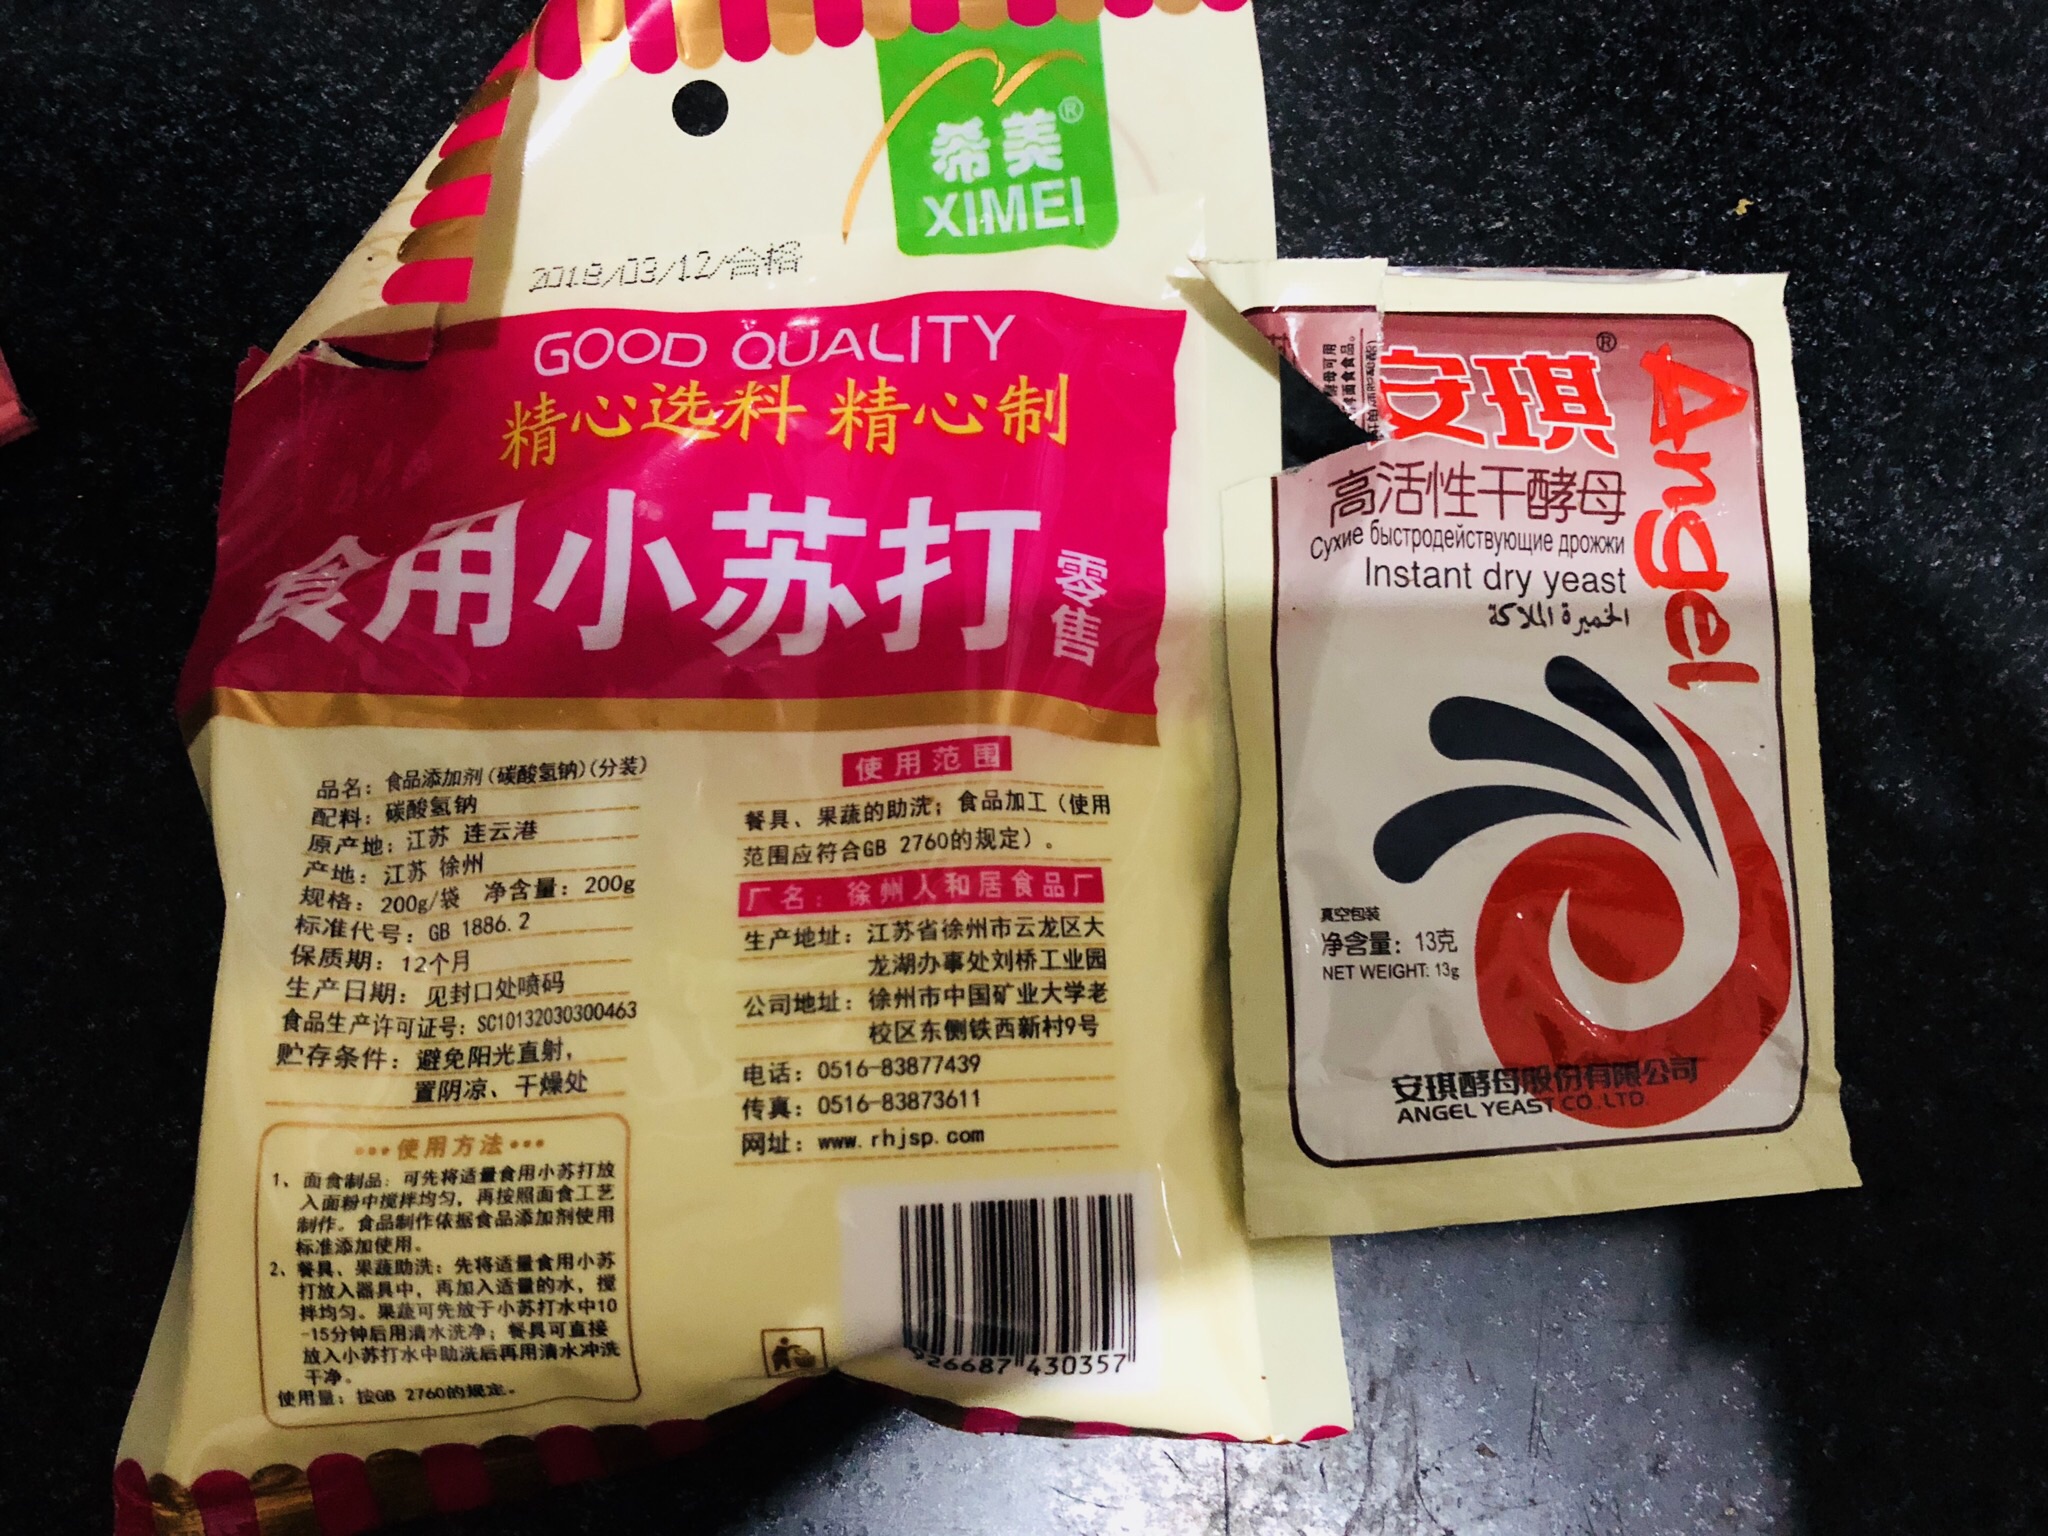 希美®
XIMEI
2018/03/12/合格
GOOD QUALITY
精心选料 精心制
食用小苏打
零售
品名：食品添加剂(碳酸氢钠)(分装)
配料：碳酸氢钠
原产地：江苏 连云港
产地：江苏 徐州
规格：200g/袋 净含量：200g
标准代号：GB 1886.2
保质期：12个月
生产日期：见封口处喷码
食品生产许可证号：SC10132030300463
贮存条件：避免阳光直射，
置阴凉、干燥处
使用方法
1、面食制品：可先将适量食用小苏打放
入面粉中搅拌均匀，再按照面食工艺
制作。食品制作依据食品添加剂使用
标准添加使用。
2、餐具、果蔬助洗：先将适量食用小苏
打放入器具中，再加入适量的水，搅
拌均匀。果蔬可先放于小苏打水中10
-15分钟后用清水洗净；餐具可直接
放入小苏打水中助洗后再用清水冲洗
干净。
使用量：按GB 2760的规定。
使用范围
餐具、果蔬的助洗；食品加工（使用
范围应符合GB 2760的规定）。
厂名：徐州人和居食品厂
生产地址：江苏省徐州市云龙区大
龙湖办事处刘桥工业园
公司地址：徐州市中国矿业大学老
校区东侧铁西新村9号
电话：0516-83877439
传真：0516-83873611
网址：www.rhjsp.com
926687 430357
安琪®
Angel
高活性干酵母
Сухие быстродействующие дрожжи
Instant dry yeast
الخميرة الملاكة
真空包装
净含量：13克
NET WEIGHT: 13g
安琪酵母股份有限公司
ANGEL YEAST CO.,LTD.